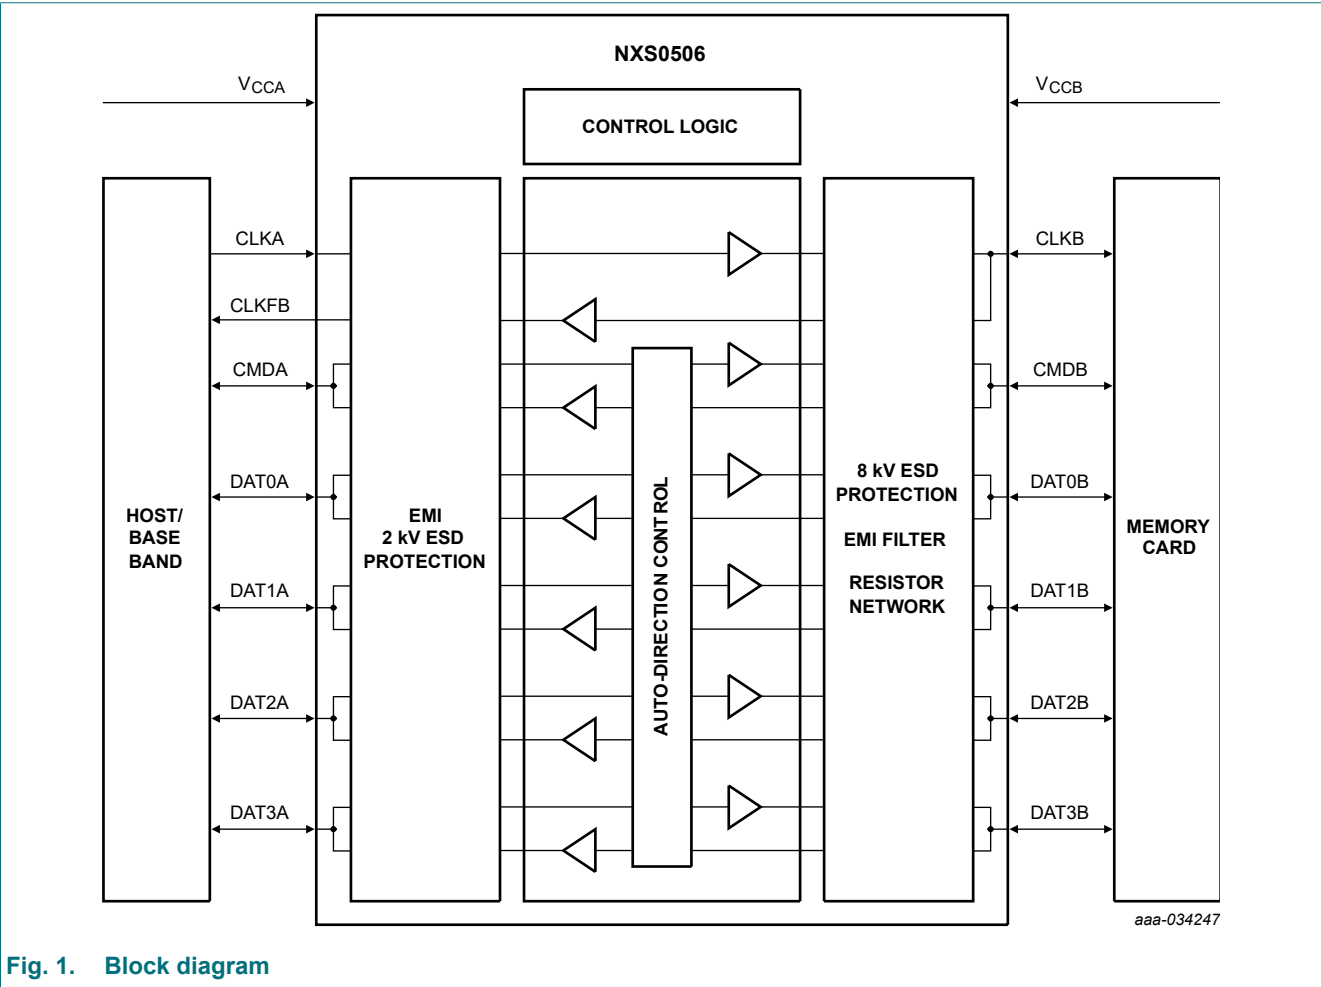 NXS0506
VCCA
VCCB
CONTROL LOGIC
CLKA
CLKB
CLKFB
CMDA
CMDB
DAT0A
DAT0B
DAT1A
DAT1B
DAT2A
DAT2B
DAT3A
DAT3B
HOST/
BASE
BAND
EMI
2 kV ESD
PROTECTION
AUTO-DIRECTION CONTROL
8 kV ESD
PROTECTION
EMI FILTER
RESISTOR
NETWORK
MEMORY
CARD
aaa-034247
Fig. 1. Block diagram